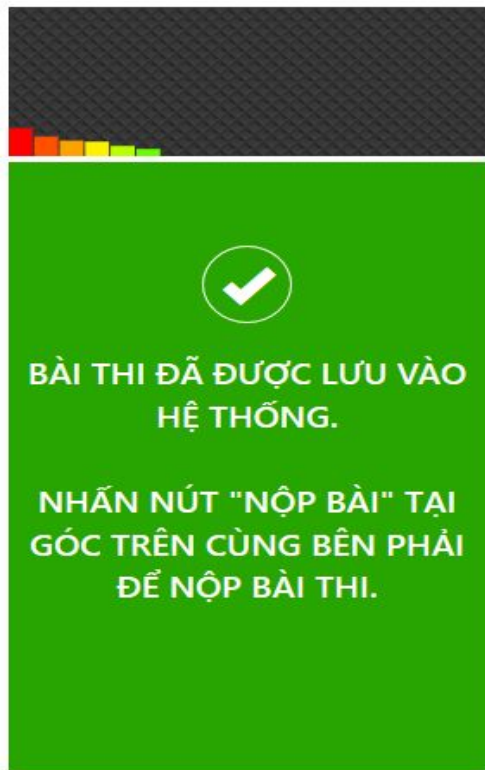 BÀI THI ĐÃ ĐƯỢC LƯU VÀO
HỆ THỐNG.
NHẤN NÚT "NỘP BÀI" TẠI
GÓC TRÊN CÙNG BÊN PHẢI
ĐỂ NỘP BÀI THI.